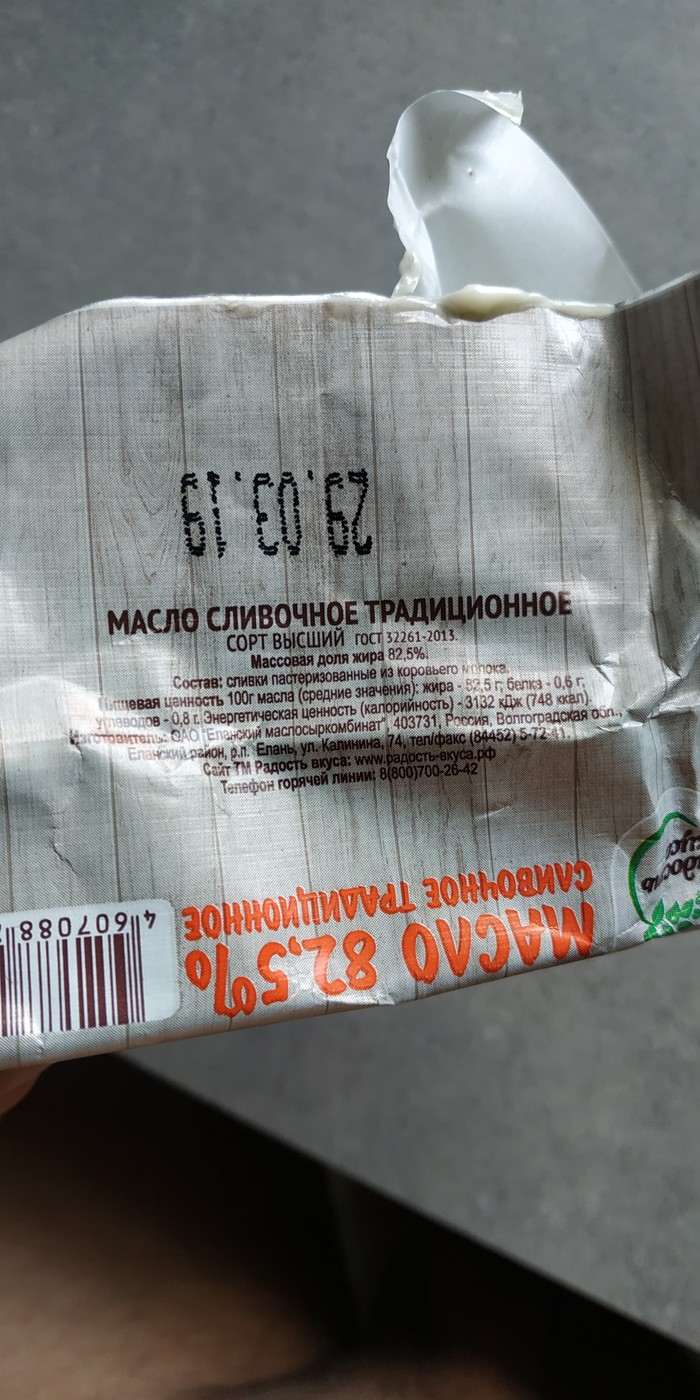 29.03.19
МАСЛО СЛИВОЧНОЕ ТРАДИЦИОННОЕ
СОРТ ВЫСШИЙ ГОСТ 32261-2013.
Массовая доля жира 82,5%.
Состав: сливки пастеризованные из коровьего молока.
Пищевая ценность 100г масла (средние значения): жира - 82,5 г; белка - 0,6 г;
углеводов - 0,8 г. Энергетическая ценность (калорийность) - 3132 кДж (748 ккал).
Изготовитель: ОАО "Еланский маслосыркомбинат", 403731, Россия, Волгоградская обл.,
Еланский район, р.п. Елань, ул. Калинина, 74, тел/факс (84452) 5-72-41.
Сайт ТМ Радость вкуса: www.радость-вкуса.рф
Телефон горячей линии: 8(800)700-26-42
МАСЛО 82,5%
СЛИВОЧНОЕ ТРАДИЦИОННОЕ
4 607088